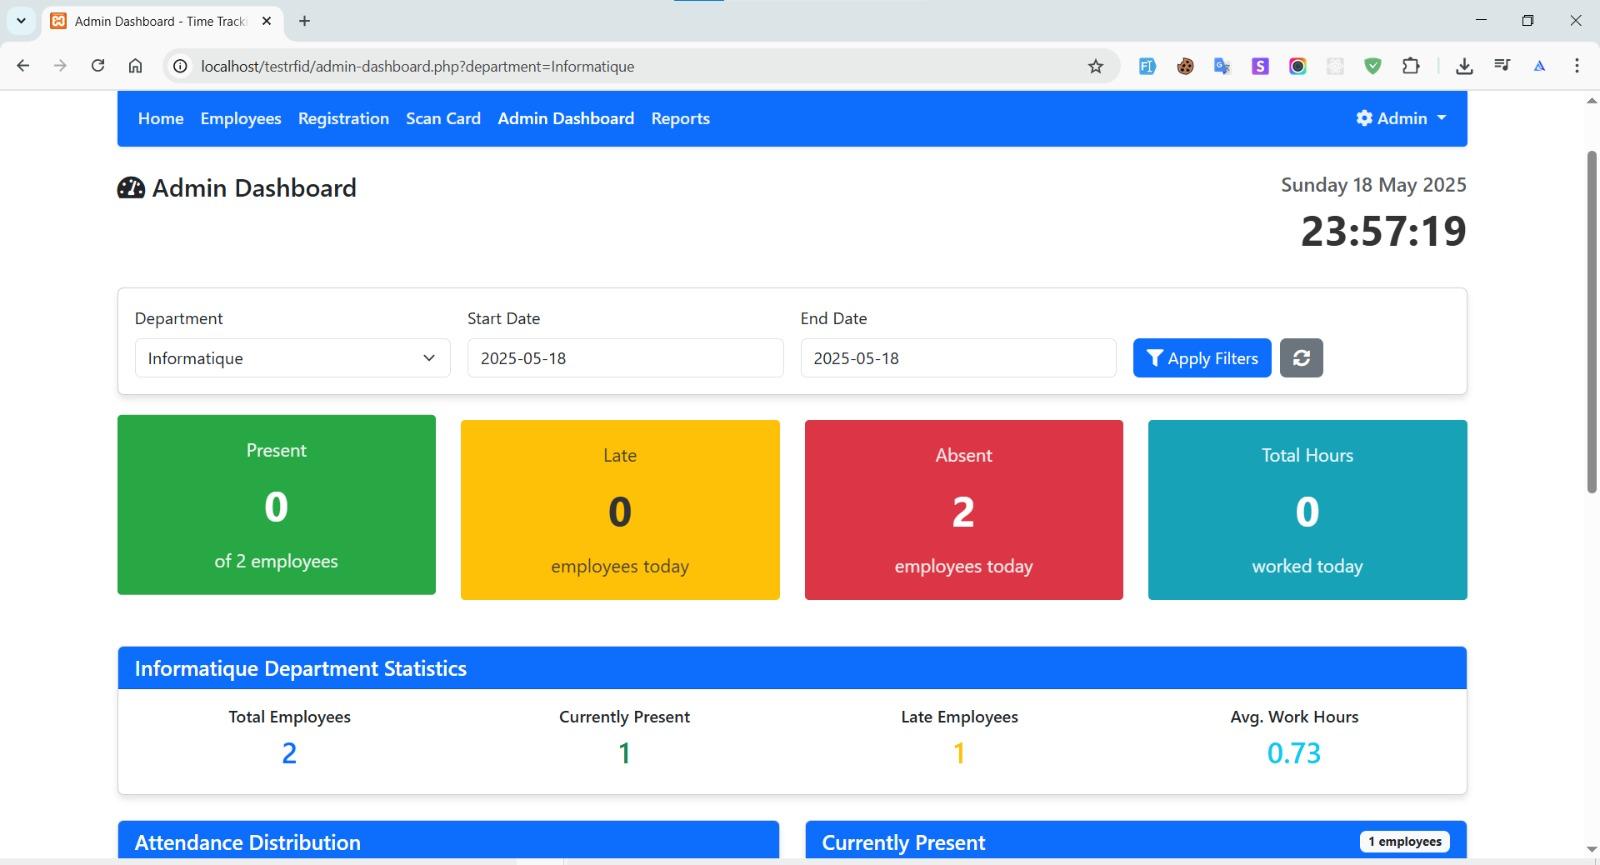 Admin Dashboard - Time Tracki
localhost/testrfid/admin-dashboard.php?department=Informatique
Home Employees Registration Scan Card Admin Dashboard Reports Admin
Admin Dashboard
Sunday 18 May 2025
23:57:19
Department Start Date End Date
Informatique 2025-05-18 2025-05-18 Apply Filters
Present Late Absent Total Hours
0 0 2 0
of 2 employees employees today employees today worked today
Informatique Department Statistics
Total Employees Currently Present Late Employees Avg. Work Hours
2 1 1 0.73
Attendance Distribution Currently Present 1 employees